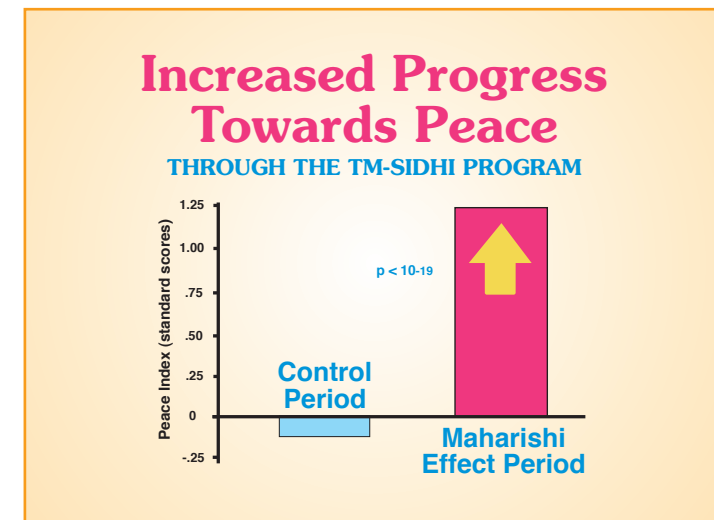 Increased Progress
Towards Peace
THROUGH THE TM-SIDHI PROGRAM
Peace Index (standard scores)
1.25
1.00
.75
.50
.25
0
-.25
p < 10-19
Control
Period
Maharishi
Effect Period